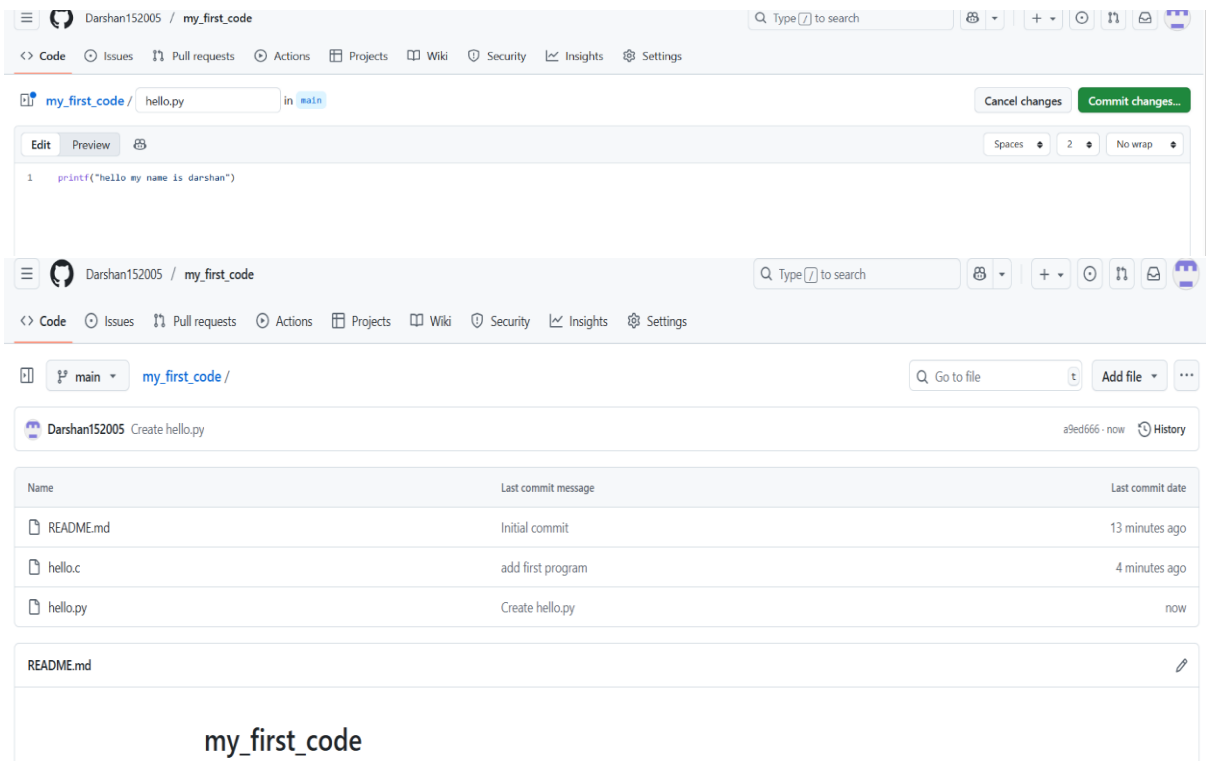 Darshan152005 / my_first_code Type / to search
Code Issues Pull requests Actions Projects Wiki Security Insights Settings
my_first_code / hello.py in main Cancel changes Commit changes...
Edit Preview Spaces 2 No wrap
1 printf("hello my name is darshan")
Darshan152005 / my_first_code Type / to search
Code Issues Pull requests Actions Projects Wiki Security Insights Settings
main my_first_code / Go to file t Add file
Darshan152005 Create hello.py a9ed666 · now History
Name Last commit message Last commit date
README.md Initial commit 13 minutes ago
hello.c add first program 4 minutes ago
hello.py Create hello.py now
README.md
my_first_code